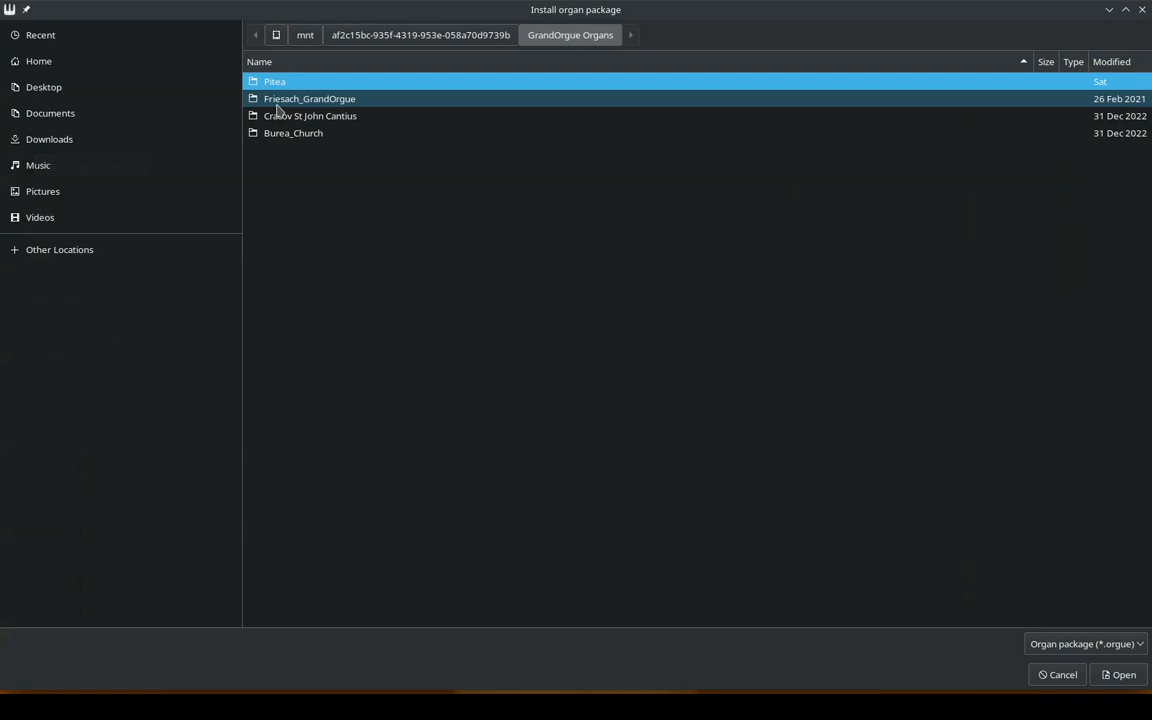 Install organ package
Recent
Home
Desktop
Documents
Downloads
Music
Pictures
Videos
Other Locations
mnt af2c15bc-935f-4319-953e-058a70d9739b GrandOrgue Organs
Name Size Type Modified
Pitea Sat
Friesach_GrandOrgue 26 Feb 2021
St John Cantius 31 Dec 2022
Burea_Church 31 Dec 2022
Organ package (*.orgue)
Cancel Open